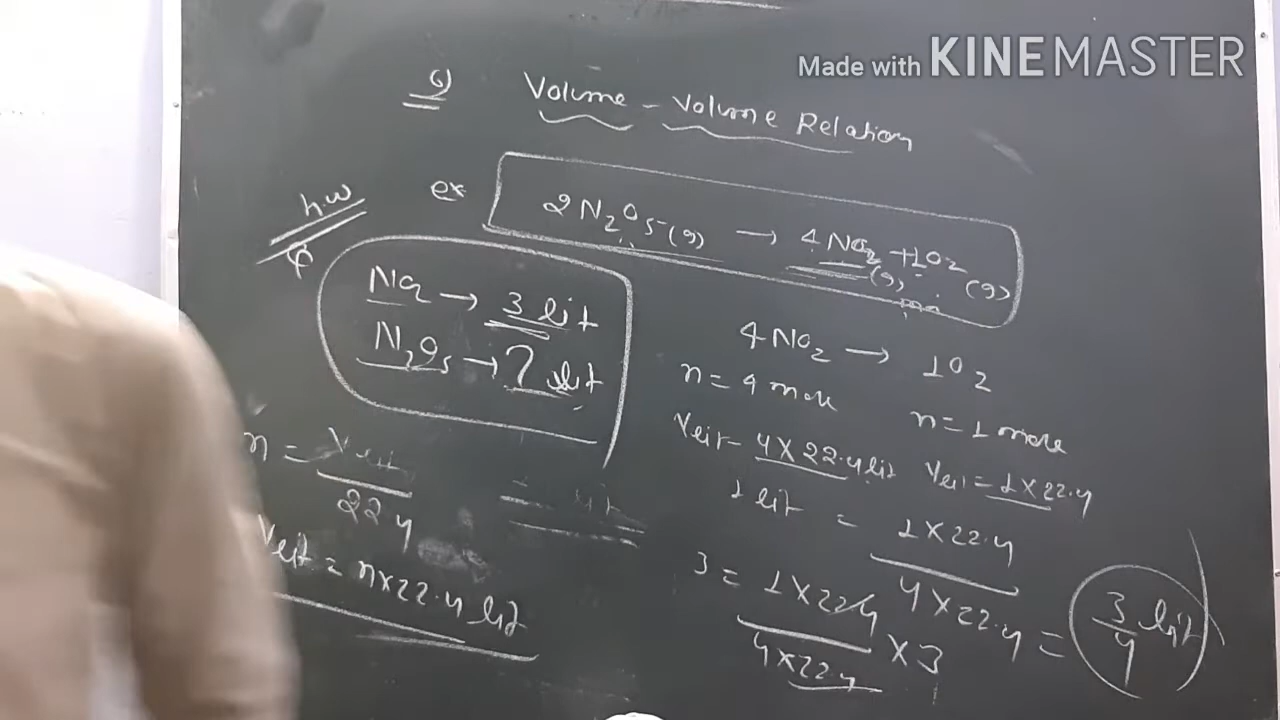 Made with KINEMASTER
Volume - Volume Relation
ex
2N₂O₅(g) → 4NO₂(g) + 1O₂(g)
h.w
NO₂ → 3 lit
N₂O₅ → ? lit
4NO₂ → 1O₂
n = 4 mole
n = 1 mole
Vlit = 4×22.4 lit
Vlit = 1×22.4
1 lit = 1×22.4 / 4×22.4
3 = 1×22.4 / 4×22.4 ×3 = 3/4 lit
n = Vlit / 22.4
Vlit = n×22.4 lit